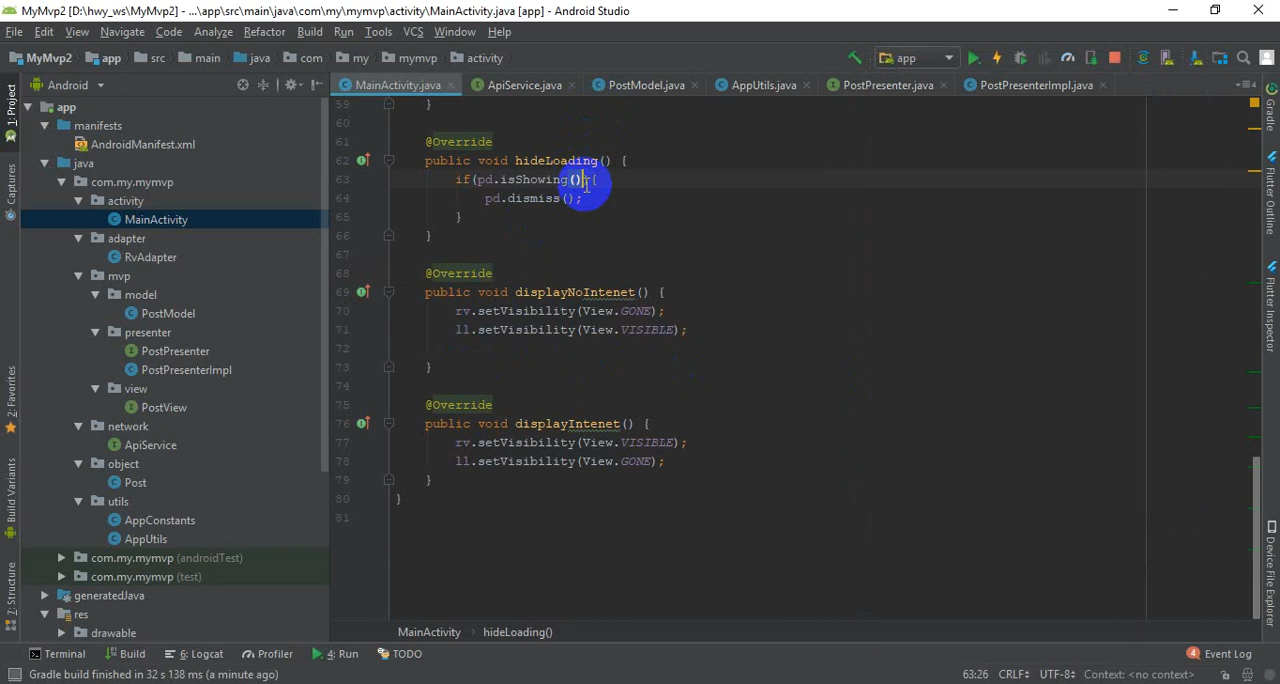 MyMvp2 [D:\hwy_ws\MyMvp2] - ...\app\src\main\java\com\my\mymvp\activity\MainActivity.java [app] - Android Studio
File Edit View Navigate Code Analyze Refactor Build Run Tools VCS Window Help
MyMvp2 app src main java com my mymvp activity app
Android MainActivity.java ApiService.java PostModel.java AppUtils.java PostPresenter.java PostPresenterImpl.java
1: Project
Captures
2: Favorites
Build Variants
7: Structure
app
manifests
AndroidManifest.xml
java
com.my.mymvp
activity
MainActivity
adapter
RvAdapter
mvp
model
PostModel
presenter
PostPresenter
PostPresenterImpl
view
PostView
network
ApiService
object
Post
utils
AppConstants
AppUtils
com.my.mymvp (androidTest)
com.my.mymvp (test)
generatedJava
res
drawable
59 }
60
61 @Override
62 public void hideLoading() {
63 if(pd.isShowing()){
64 pd.dismiss();
65 }
66 }
67
68 @Override
69 public void displayNoIntenet() {
70 rv.setVisibility(View.GONE);
71 ll.setVisibility(View.VISIBLE);
72
73 }
74
75 @Override
76 public void displayIntenet() {
77 rv.setVisibility(View.VISIBLE);
78 ll.setVisibility(View.GONE);
79 }
80 }
81
MainActivity hideLoading()
Gradle
Flutter Outline
Flutter Inspector
Device File Explorer
Terminal Build 6: Logcat Profiler 4: Run TODO 4 Event Log
Gradle build finished in 32 s 138 ms (a minute ago) 63:26 CRLF UTF-8 Context: <no context>